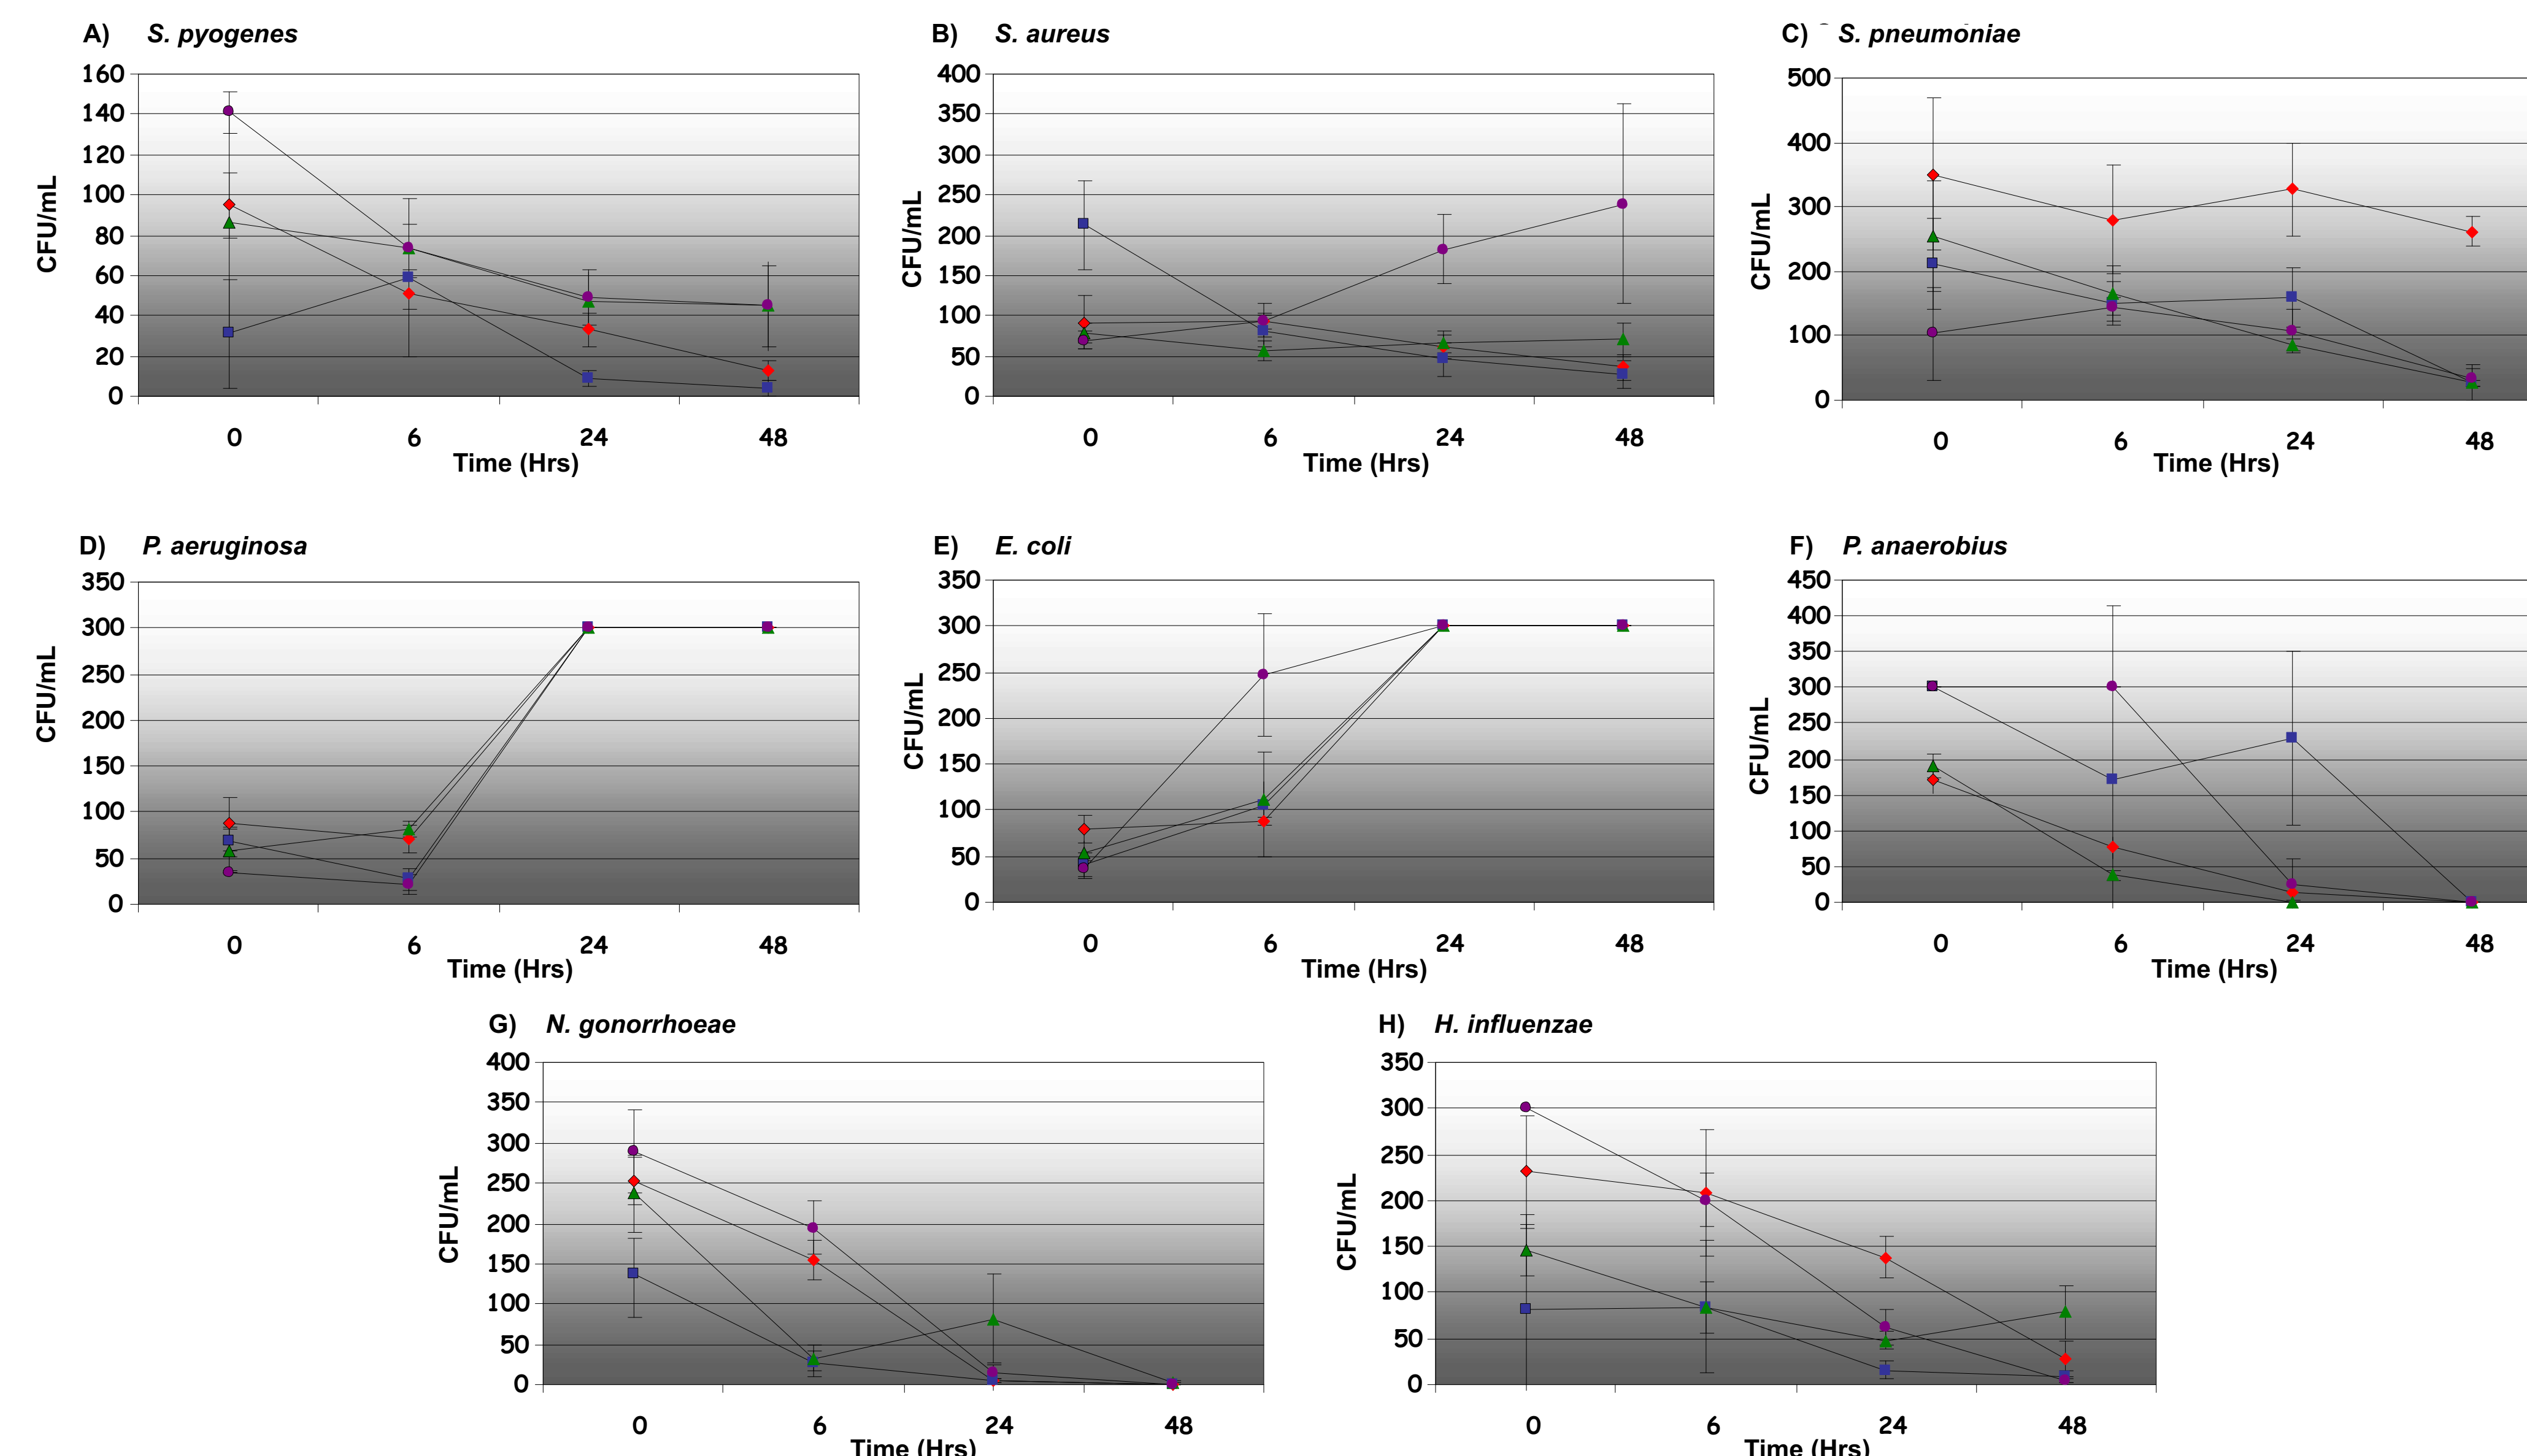 A) S. pyogenes
160
140
120
100
80
60
40
20
0
CFU/mL
0 6 24 48
Time (Hrs)
B) S. aureus
400
350
300
250
200
150
100
50
0
CFU/mL
0 6 24 48
Time (Hrs)
C) S. pneumoniae
500
400
300
200
100
0
CFU/mL
0 6 24 48
Time (Hrs)
D) P. aeruginosa
350
300
250
200
150
100
50
0
CFU/mL
0 6 24 48
Time (Hrs)
E) E. coli
350
300
250
200
150
100
50
0
CFU/mL
0 6 24 48
Time (Hrs)
F) P. anaerobius
450
400
350
300
250
200
150
100
50
0
CFU/mL
0 6 24 48
Time (Hrs)
G) N. gonorrhoeae
400
350
300
250
200
150
100
50
0
CFU/mL
0 6 24 48
Time (Hrs)
H) H. influenzae
350
300
250
200
150
100
50
0
CFU/mL
0 6 24 48
Time (Hrs)